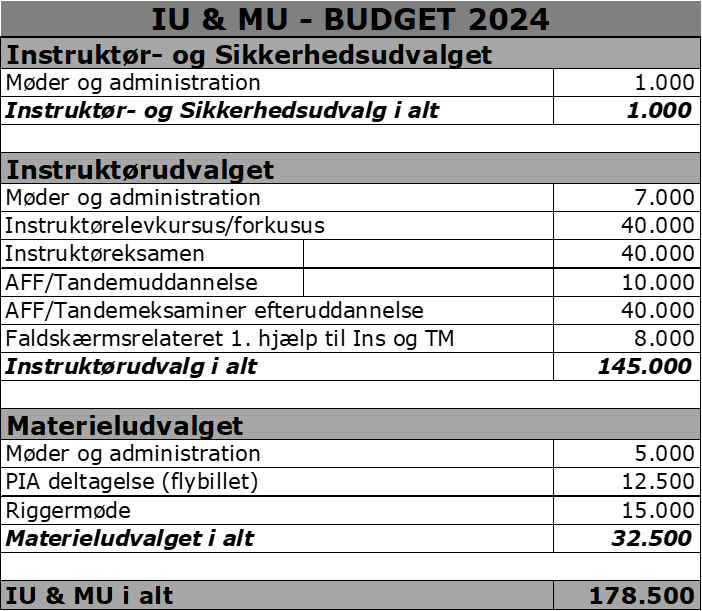 IU & MU - BUDGET 2024
Instruktør- og Sikkerhedsudvalget
Møder og administration 1.000
Instruktør- og Sikkerhedsudvalg i alt 1.000
Instruktørudvalget
Møder og administration 7.000
Instruktørelevkursus/forkusus 40.000
Instruktøreksamen 40.000
AFF/Tandemuddannelse 10.000
AFF/Tandemeksaminer efteruddannelse 40.000
Faldskærmsrelateret 1. hjælp til Ins og TM 8.000
Instruktørudvalg i alt 145.000
Materieludvalget
Møder og administration 5.000
PIA deltagelse (flybillet) 12.500
Riggermøde 15.000
Materieludvalget i alt 32.500
IU & MU i alt 178.500